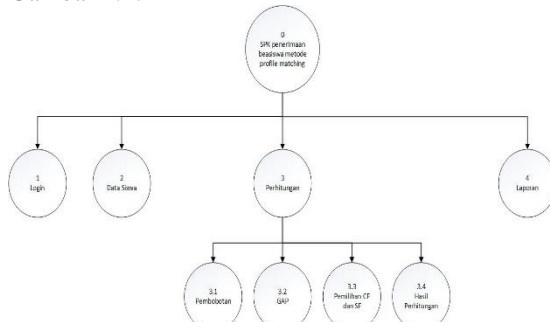 0
SPK penerimaan
beasiswa metode
profile matching
1
Login
2
Data Siswa
3
Perhitungan
4
Laporan
3.1
Pembobotan
3.2
GAP
3.3
Pemilihan CF
dan SF
3.4
Hasil
Perhitungan